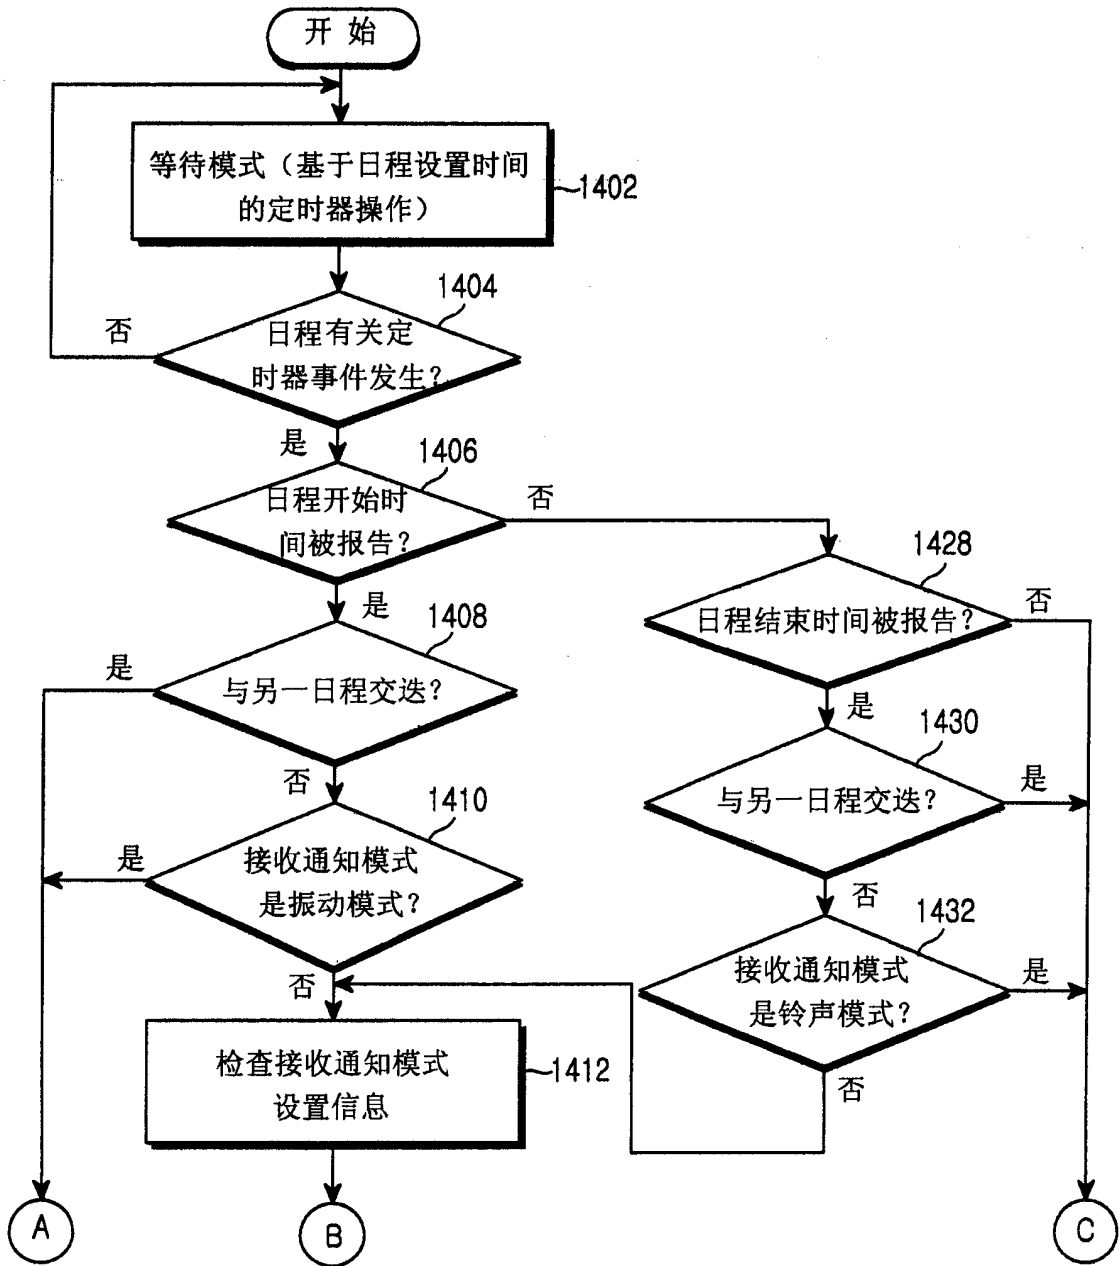 开 始
等待模式（基于日程设置时间
的定时器操作）
1402
1404
日程有关定
时器事件发生？
否
是
1406
日程开始时
间被报告？
否
是
1428
日程结束时间被报告？
否
是
1408
与另一日程交迭？
是
否
1430
与另一日程交迭？
是
否
1410
接收通知模式
是振动模式？
是
否
1432
接收通知模式
是铃声模式？
是
否
检查接收通知模式
设置信息
1412
A
B
C